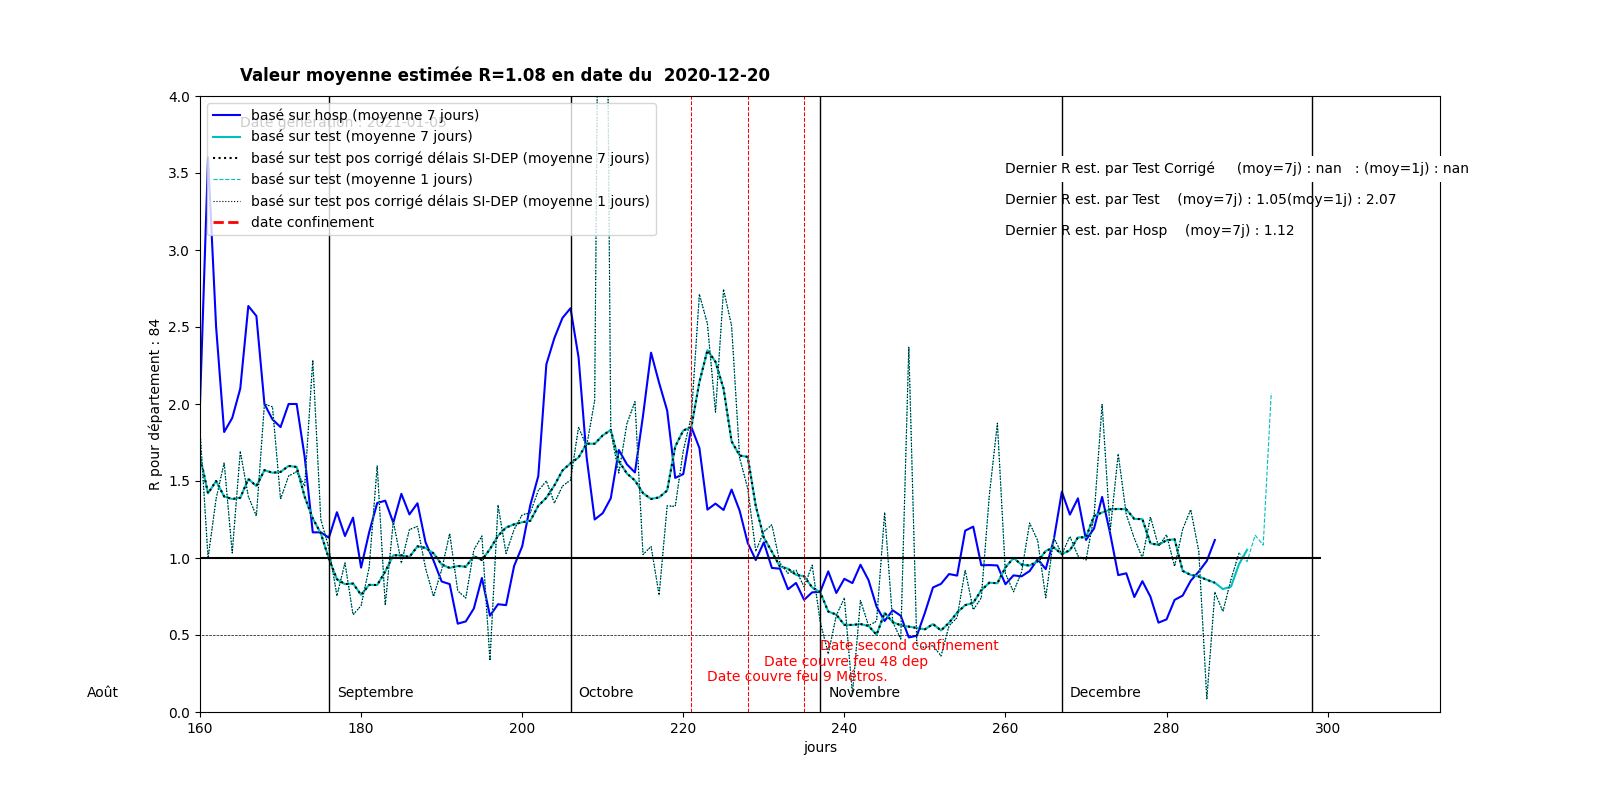 Valeur moyenne estimée R=1.08 en date du  2020-12-20
Date génération : 2021-01-05
basé sur hosp (moyenne 7 jours)
basé sur test (moyenne 7 jours)
basé sur test pos corrigé délais SI-DEP (moyenne 7 jours)
basé sur test (moyenne 1 jours)
basé sur test pos corrigé délais SI-DEP (moyenne 1 jours)
date confinement
Dernier R est. par Test Corrigé     (moy=7j) : nan   : (moy=1j) : nan
Dernier R est. par Test    (moy=7j) : 1.05(moy=1j) : 2.07
Dernier R est. par Hosp    (moy=7j) : 1.12
R pour département : 84
4.0
3.5
3.0
2.5
2.0
1.5
1.0
0.5
0.0
Date second confinement
Date couvre feu 48 dep
Date couvre feu 9 Métros.
Août Septembre Octobre Novembre Decembre
160 180 200 220 240 260 280 300
jours